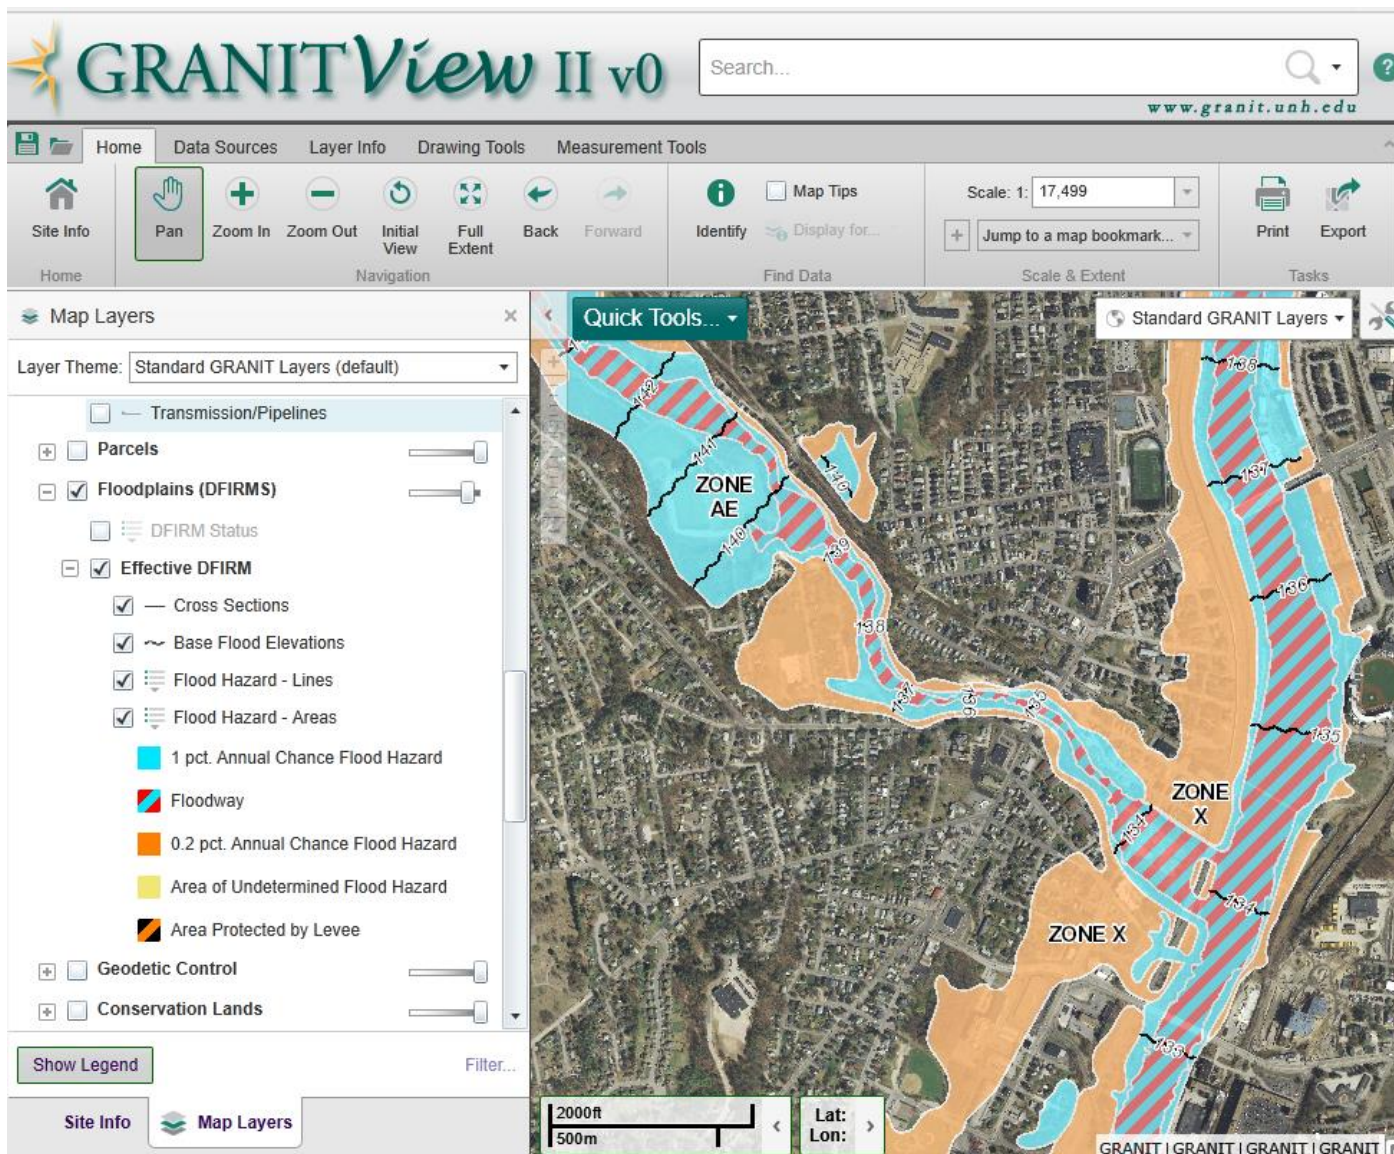 GRANITView II v0
Search...
www.granit.unh.edu
Home Data Sources Layer Info Drawing Tools Measurement Tools
Site Info
Pan
Zoom In
Zoom Out
Initial View
Full Extent
Back
Forward
Identify
Map Tips
Display for...
Scale: 1: 17,499
Jump to a map bookmark...
Print
Export
Home
Navigation
Find Data
Scale & Extent
Tasks
Map Layers
Layer Theme: Standard GRANIT Layers (default)
Transmission/Pipelines
Parcels
Floodplains (DFIRMS)
DFIRM Status
Effective DFIRM
Cross Sections
Base Flood Elevations
Flood Hazard - Lines
Flood Hazard - Areas
1 pct. Annual Chance Flood Hazard
Floodway
0.2 pct. Annual Chance Flood Hazard
Area of Undetermined Flood Hazard
Area Protected by Levee
Geodetic Control
Conservation Lands
Show Legend
Filter...
Site Info
Map Layers
Quick Tools...
Standard GRANIT Layers
142
141
140
140
139
138
137
136
135
134
138
137
136
135
134
133
ZONE
AE
ZONE
X
ZONE X
2000ft
500m
Lat:
Lon:
GRANIT | GRANIT | GRANIT | GRANIT